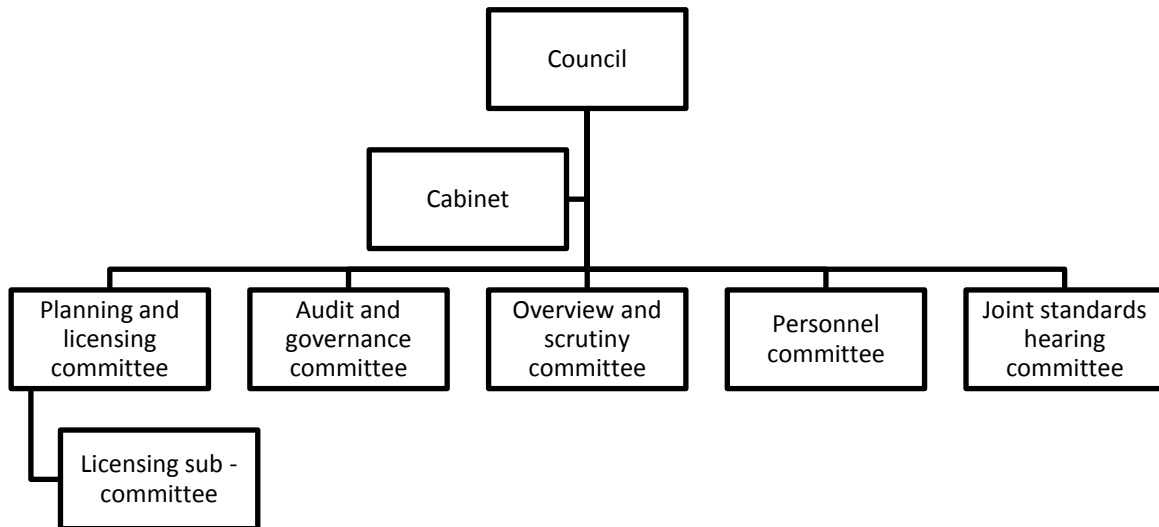 Council
Cabinet
Planning and
licensing
committee
Audit and
governance
committee
Overview and
scrutiny
committee
Personnel
committee
Joint standards
hearing
committee
Licensing sub -
committee